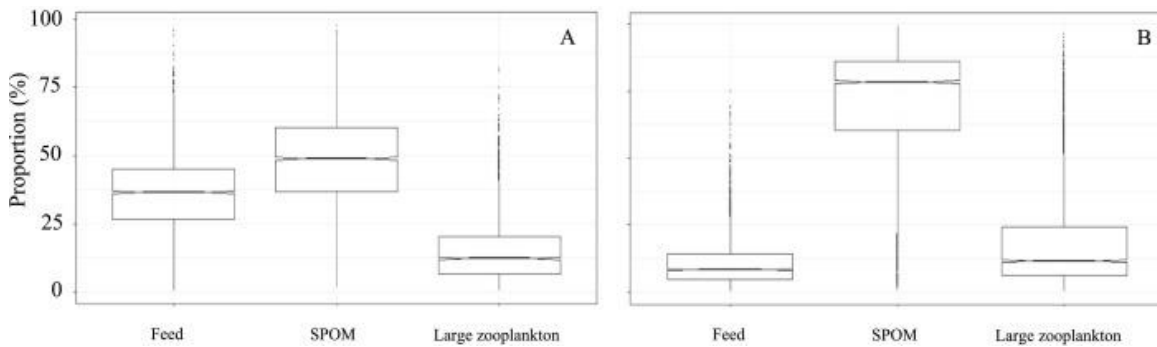 100
A
B
75
50
25
0
Proportion (%)
Feed
SPOM
Large zooplankton
Feed
SPOM
Large zooplankton